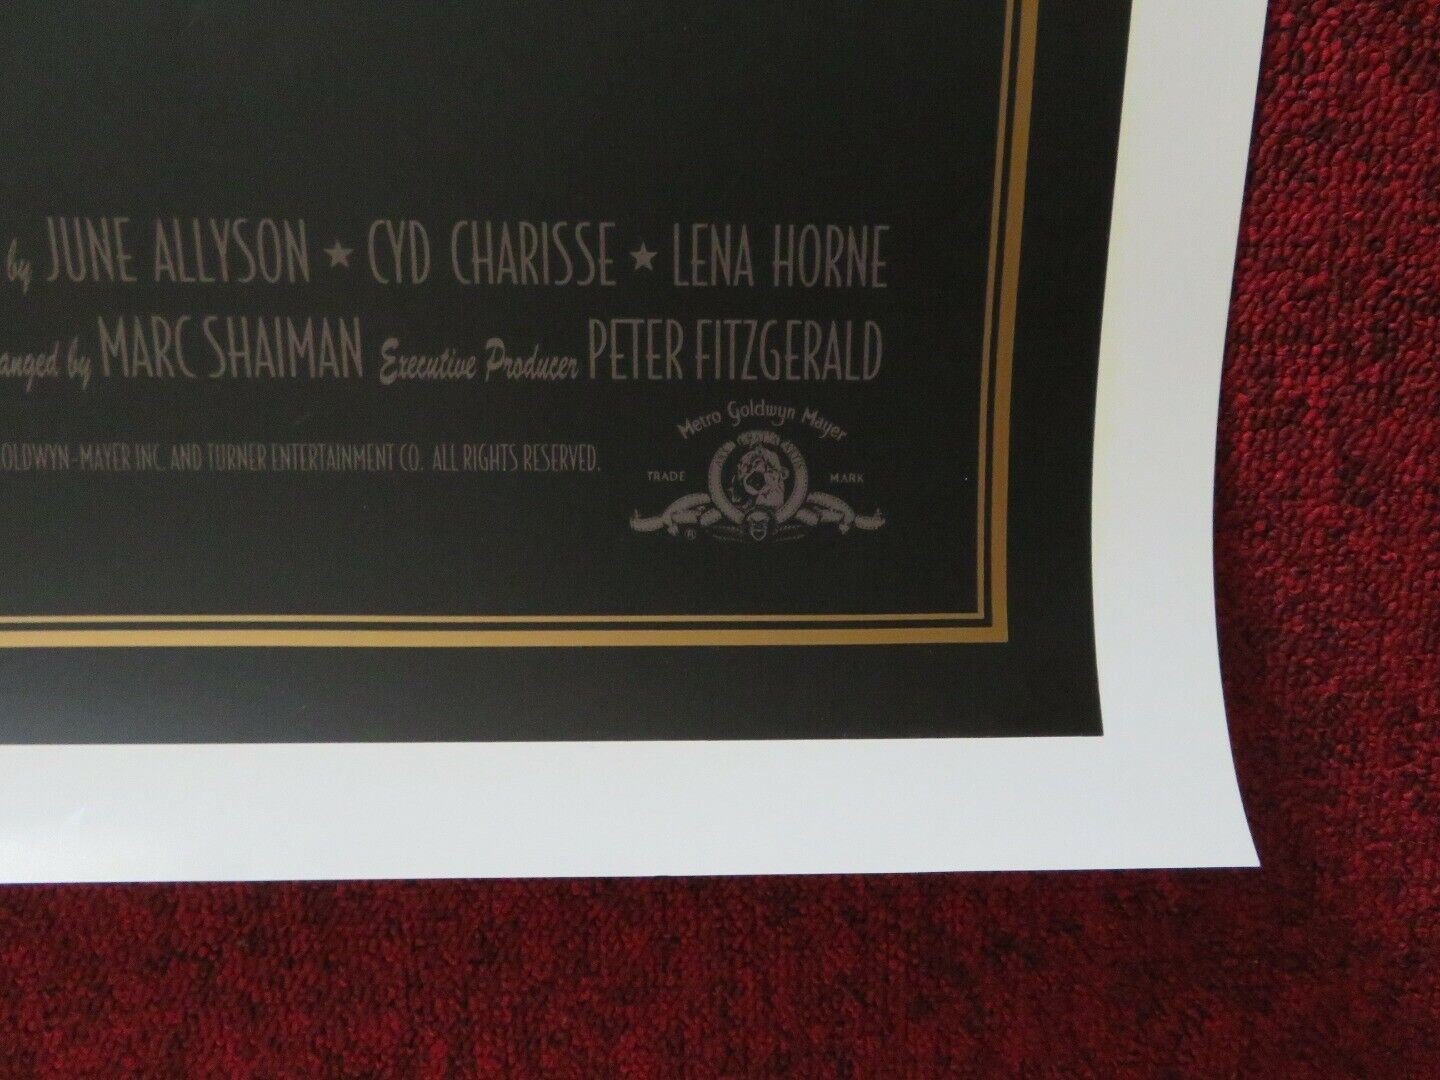 by JUNE ALLYSON ★ CYD CHARISSE ★ LENA HORNE
anged by MARC SHAIMAN Executive Producer PETER FITZGERALD
OLDWYN-MAYER INC. AND TURNER ENTERTAINMENT CO. ALL RIGHTS RESERVED.
Metro Goldwyn Mayer
TRADE MARK
®